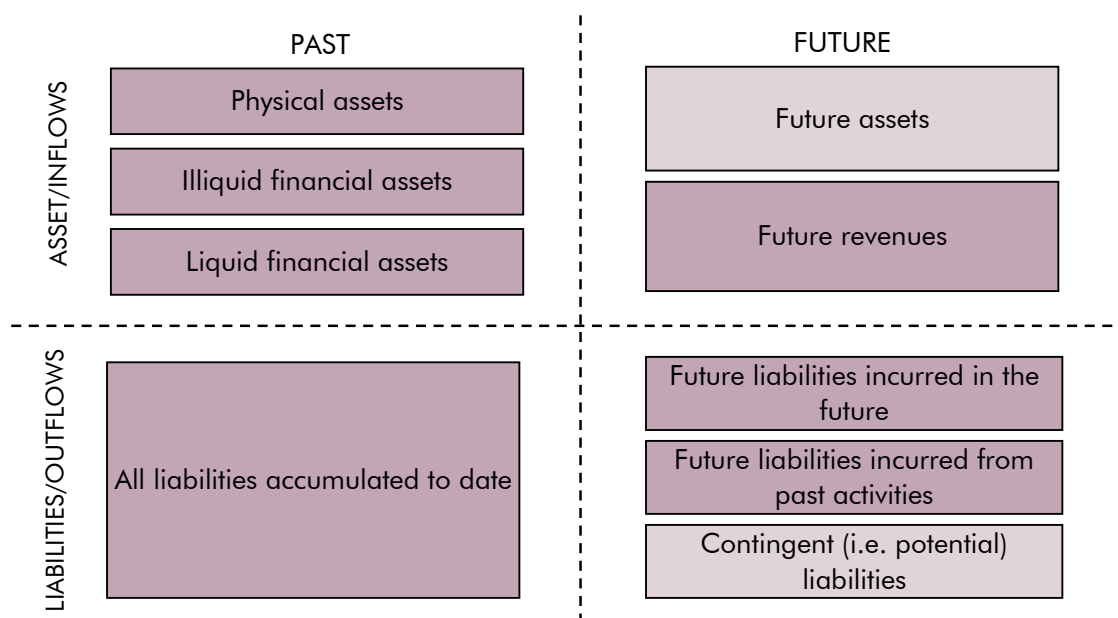 PAST
FUTURE
ASSET/INFLOWS
Physical assets
Illiquid financial assets
Liquid financial assets
Future assets
Future revenues
LIABILITIES/OUTFLOWS
All liabilities accumulated to date
Future liabilities incurred in the
future
Future liabilities incurred from
past activities
Contingent (i.e. potential)
liabilities